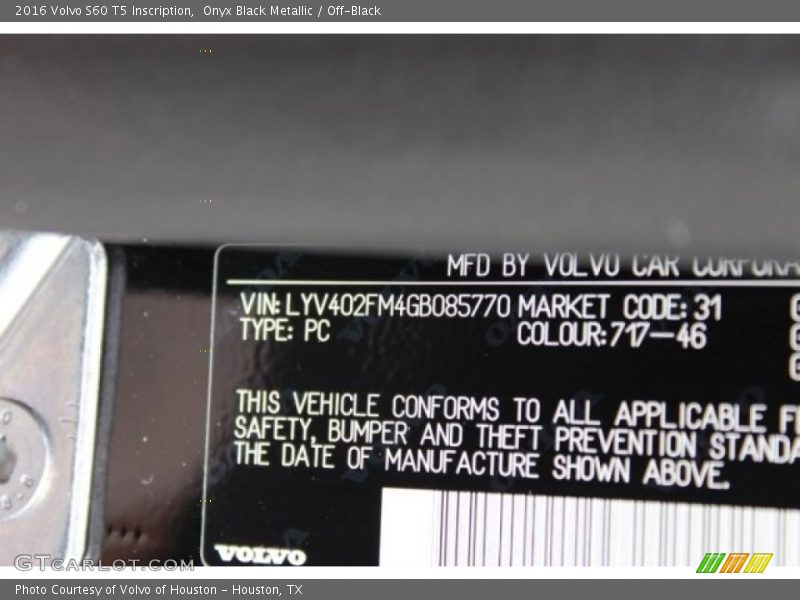 2016 Volvo S60 T5 Inscription, Onyx Black Metallic / Off-Black
MFD BY VOLVO CAR CORPORA
VIN: LYV402FM4GB085770 MARKET CODE: 31
TYPE: PC COLOUR: 717-46
THIS VEHICLE CONFORMS TO ALL APPLICABLE F
SAFETY, BUMPER AND THEFT PREVENTION STANDA
THE DATE OF MANUFACTURE SHOWN ABOVE.
VOLVO
GTCARLOT.COM
Photo Courtesy of Volvo of Houston - Houston, TX